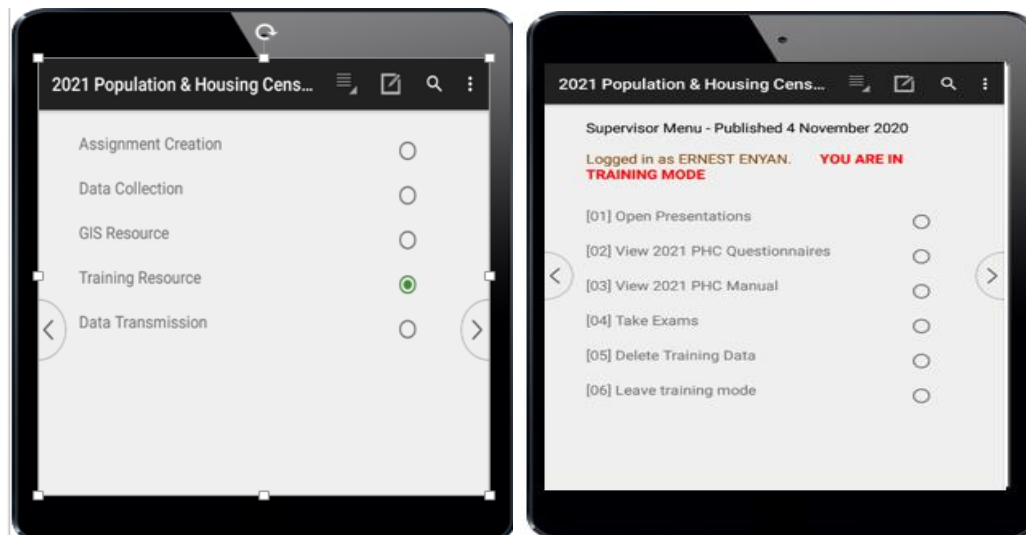 2021 Population & Housing Cens...
Assignment Creation
Data Collection
GIS Resource
Training Resource
Data Transmission
2021 Population & Housing Cens...
Supervisor Menu - Published 4 November 2020
Logged in as ERNEST ENYAN. YOU ARE IN
TRAINING MODE
[01] Open Presentations
[02] View 2021 PHC Questionnaires
[03] View 2021 PHC Manual
[04] Take Exams
[05] Delete Training Data
[06] Leave training mode